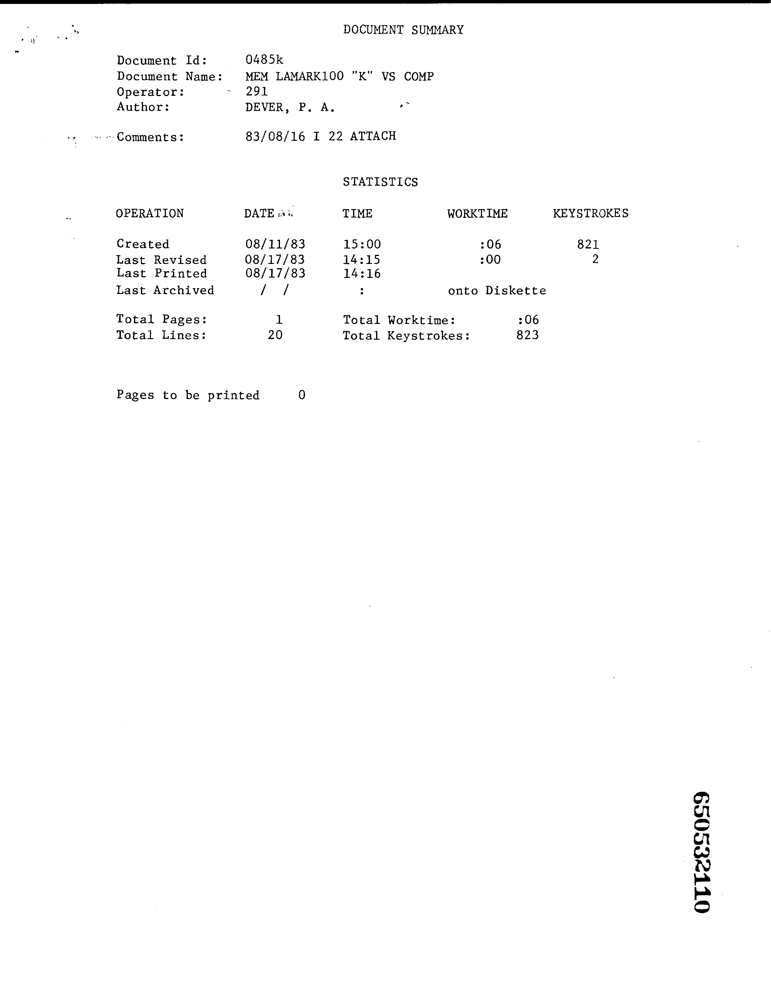 DOCUMENT SUMMARY
Document Id: 0485k
Document Name: MEM LAMARK100 "K" VS COMP
Operator: 291
Author: DEVER, P. A.
Comments: 83/08/16 I 22 ATTACH
STATISTICS
OPERATION DATE TIME WORKTIME KEYSTROKES
Created 08/11/83 15:00 :06 821
Last Revised 08/17/83 14:15 :00 2
Last Printed 08/17/83 14:16
Last Archived / / : onto Diskette
Total Pages: 1 Total Worktime: :06
Total Lines: 20 Total Keystrokes: 823
Pages to be printed 0
650532110